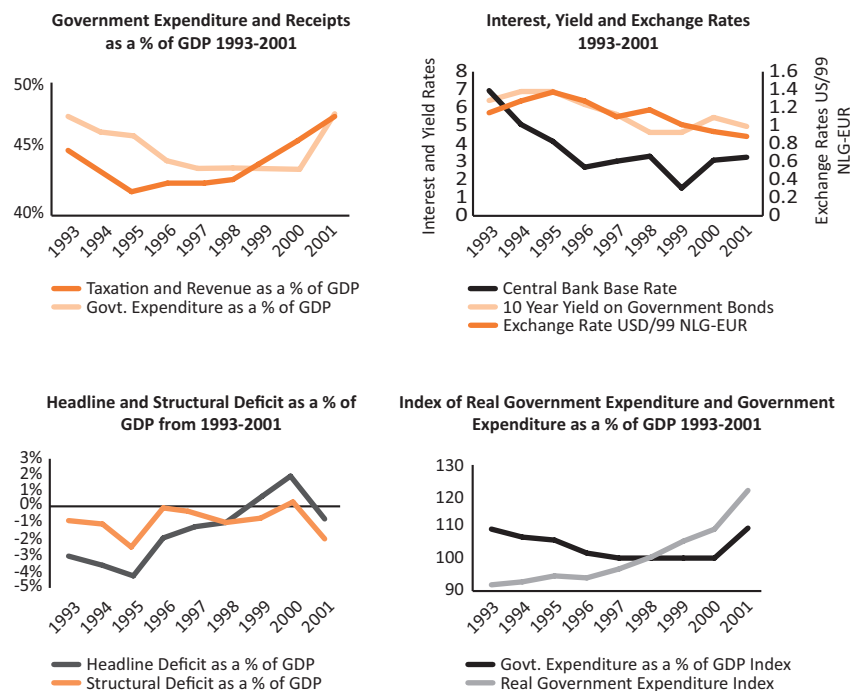 Government Expenditure and Receipts
as a % of GDP 1993-2001
50%
45%
40%
1993 1994 1995 1996 1997 1998 1999 2000 2001
Taxation and Revenue as a % of GDP
Govt. Expenditure as a % of GDP
Interest, Yield and Exchange Rates
1993-2001
Interest and Yield Rates
8
7
6
5
4
3
2
1
0
1.6
1.4
1.2
1
0.8
0.6
0.4
0.2
0
Exchange Rates US/99
NLG-EUR
1993 1994 1995 1996 1997 1998 1999 2000 2001
Central Bank Base Rate
10 Year Yield on Government Bonds
Exchange Rate USD/99 NLG-EUR
Headline and Structural Deficit as a % of
GDP from 1993-2001
3%
2%
1%
0%
-1%
-2%
-3%
-4%
-5%
1993 1994 1995 1996 1997 1998 1999 2000 2001
Headline Deficit as a % of GDP
Structural Deficit as a % of GDP
Index of Real Government Expenditure and Government
Expenditure as a % of GDP 1993-2001
130
120
110
100
90
1993 1994 1995 1996 1997 1998 1999 2000 2001
Govt. Expenditure as a % of GDP Index
Real Government Expenditure Index